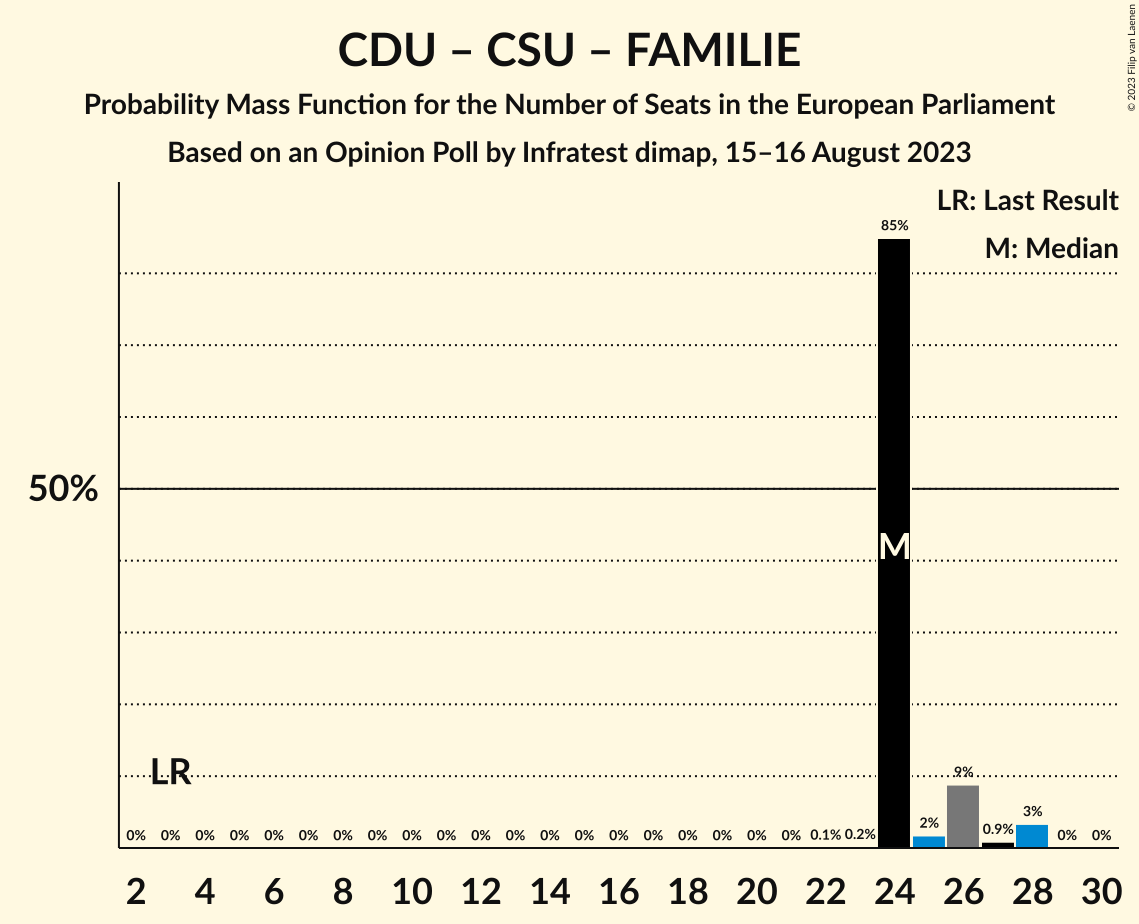 CDU – CSU – FAMILIE
Probability Mass Function for the Number of Seats in the European Parliament
Based on an Opinion Poll by Infratest dimap, 15–16 August 2023
© 2023 Filip van Laenen
LR: Last Result
M: Median
85%
50%
M
LR
0% 0% 0% 0% 0% 0% 0% 0% 0% 0% 0% 0% 0% 0% 0% 0% 0% 0% 0% 0% 0.1% 0.2% 2% 9% 0.9% 3% 0% 0%
2 4 6 8 10 12 14 16 18 20 22 24 26 28 30